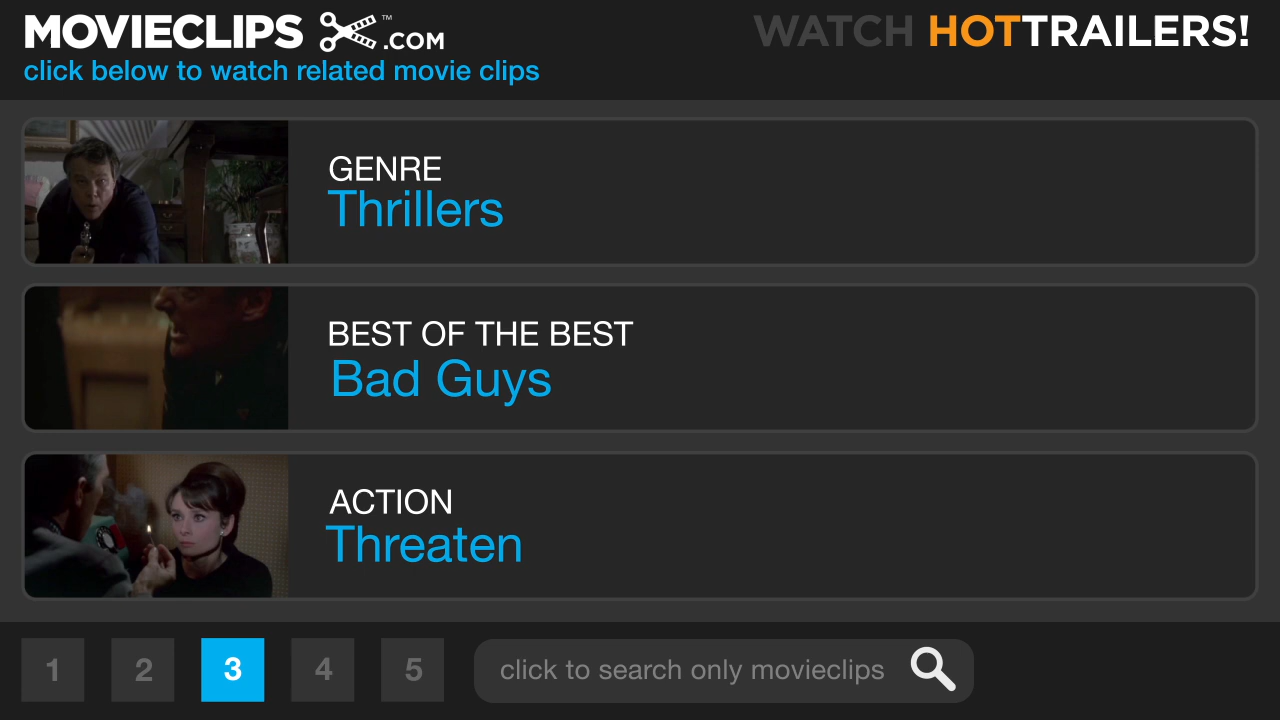 MOVIECLIPS ™ .COM
WATCH HOTTRAILERS!
click below to watch related movie clips
GENRE
Thrillers
BEST OF THE BEST
Bad Guys
ACTION
Threaten
1 2 3 4 5 click to search only movieclips